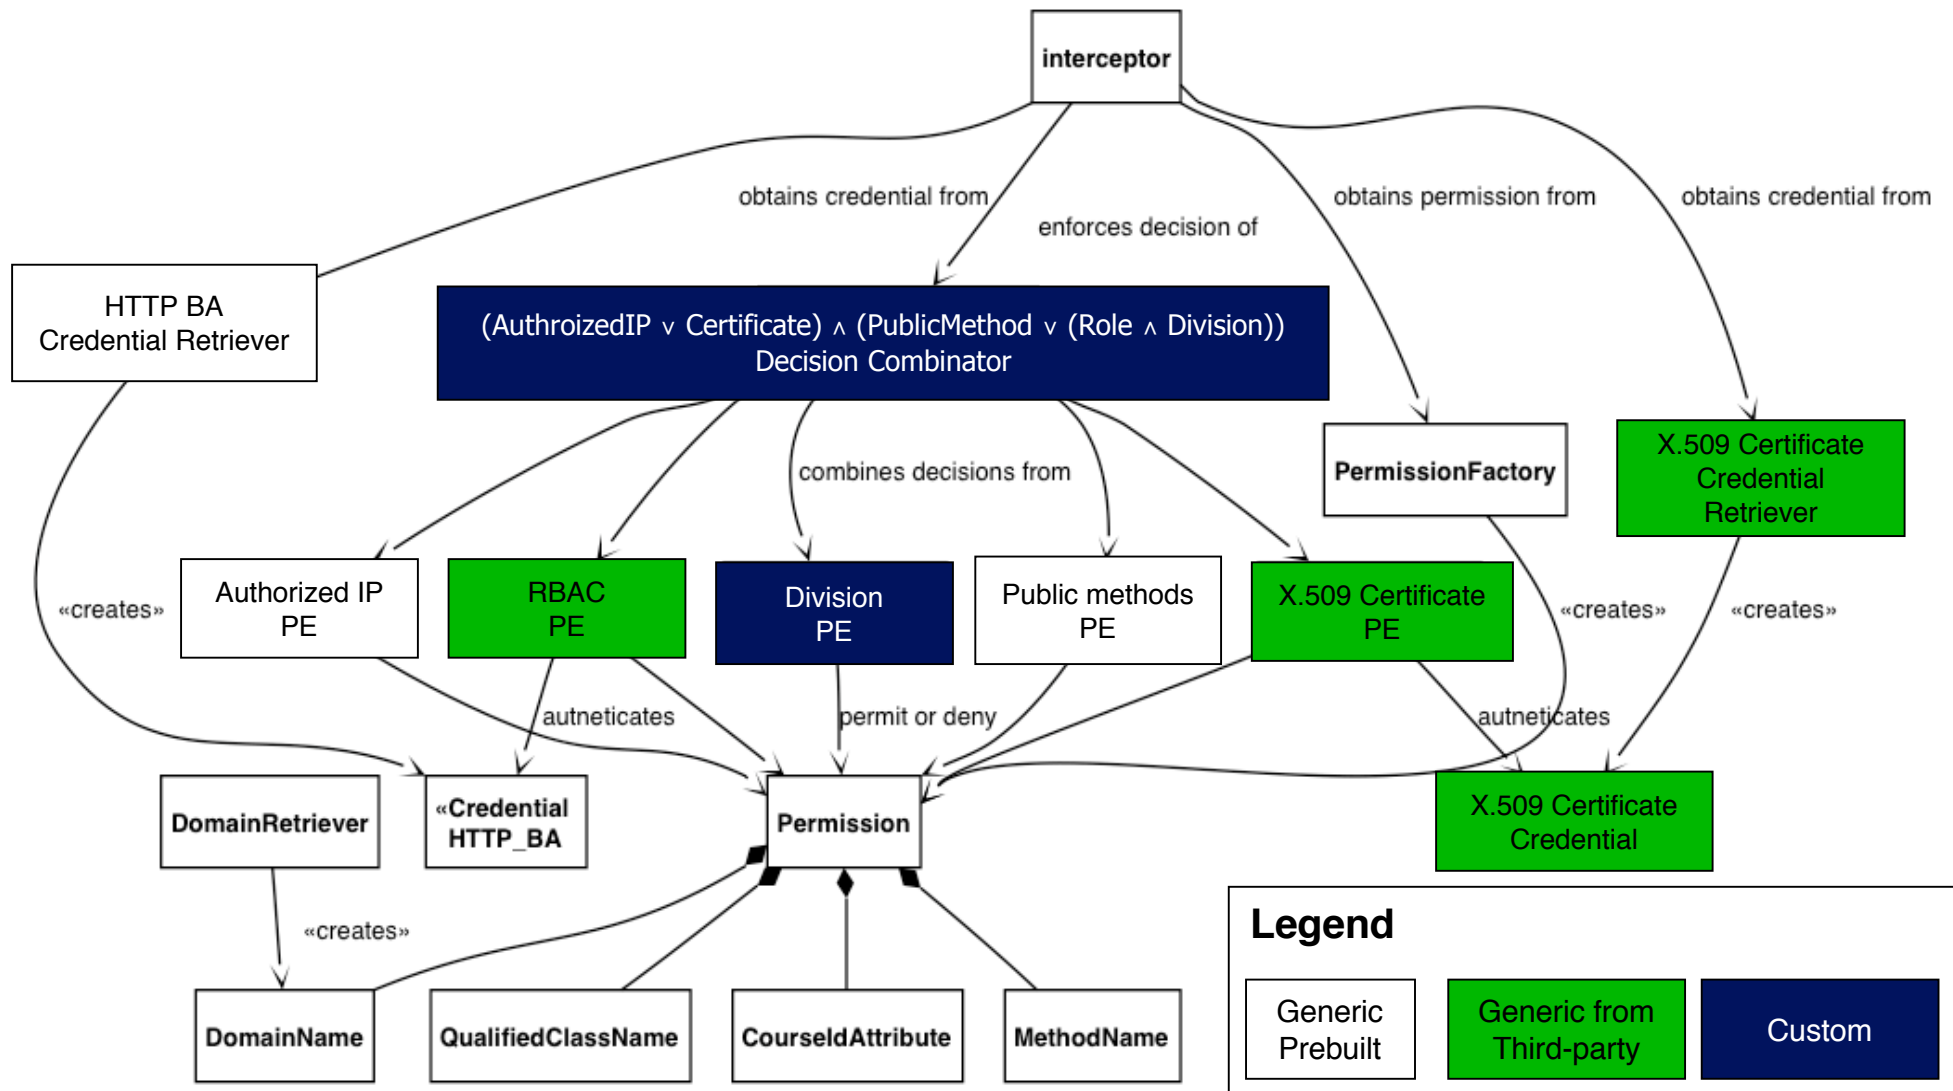 interceptor
obtains credential from
enforces decision of
obtains permission from
obtains credential from
HTTP BA
Credential Retriever
(AuthroizedIP ∨ Certificate) ∧ (PublicMethod ∨ (Role ∧ Division))
Decision Combinator
PermissionFactory
X.509 Certificate
Credential
Retriever
combines decisions from
Authorized IP
PE
RBAC
PE
Division
PE
Public methods
PE
X.509 Certificate
PE
«creates»
«creates»
«creates»
autneticates
permit or deny
autneticates
DomainRetriever
«Credential
HTTP_BA
Permission
X.509 Certificate
Credential
«creates»
DomainName
QualifiedClassName
CourseIdAttribute
MethodName
Legend
Generic
Prebuilt
Generic from
Third-party
Custom